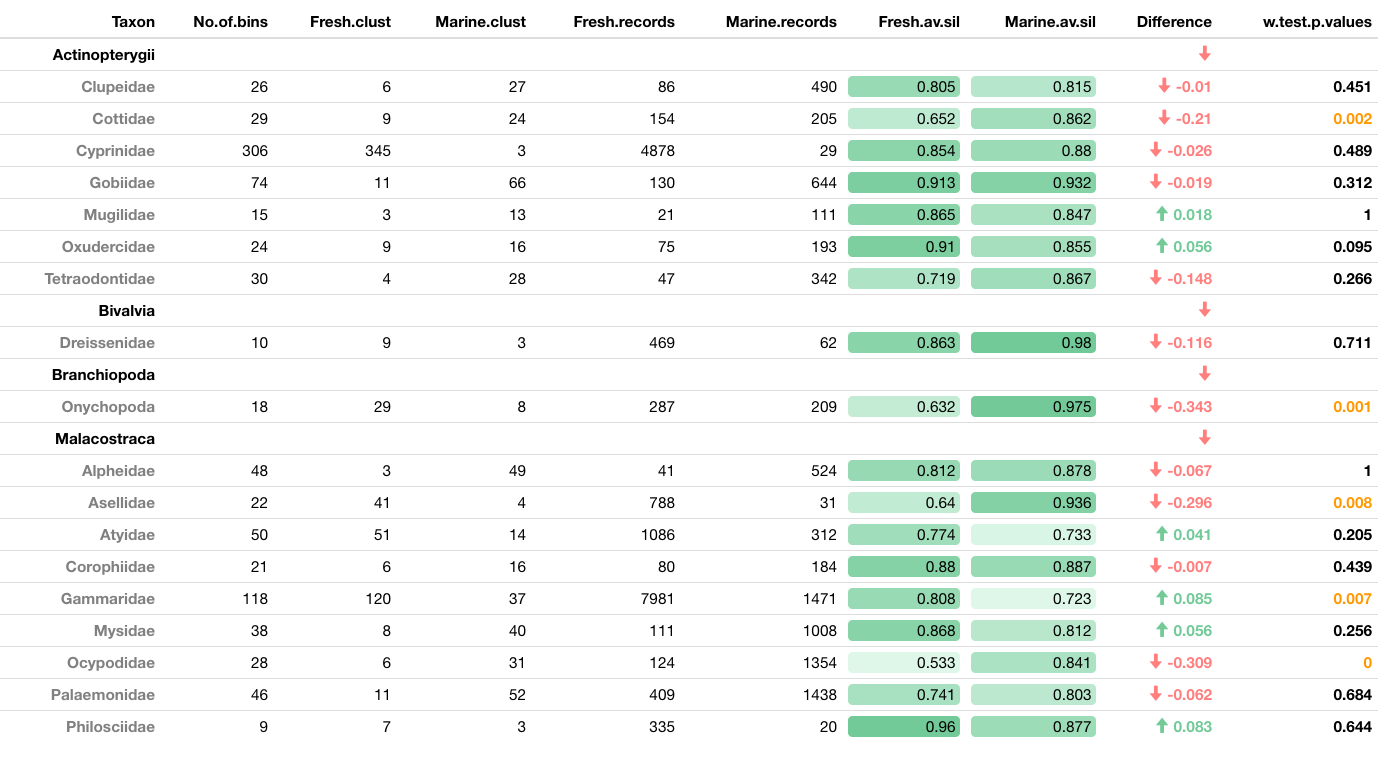 Taxon No.of.bins Fresh.clust Marine.clust Fresh.records Marine.records Fresh.av.sil Marine.av.sil Difference w.test.p.values
Actinopterygii
Clupeidae 26 6 27 86 490 0.805 0.815 -0.01 0.451
Cottidae 29 9 24 154 205 0.652 0.862 -0.21 0.002
Cyprinidae 306 345 3 4878 29 0.854 0.88 -0.026 0.489
Gobiidae 74 11 66 130 644 0.913 0.932 -0.019 0.312
Mugilidae 15 3 13 21 111 0.865 0.847 0.018 1
Oxudercidae 24 9 16 75 193 0.91 0.855 0.056 0.095
Tetraodontidae 30 4 28 47 342 0.719 0.867 -0.148 0.266
Bivalvia
Dreissenidae 10 9 3 469 62 0.863 0.98 -0.116 0.711
Branchiopoda
Onychopoda 18 29 8 287 209 0.632 0.975 -0.343 0.001
Malacostraca
Alpheidae 48 3 49 41 524 0.812 0.878 -0.067 1
Asellidae 22 41 4 788 31 0.64 0.936 -0.296 0.008
Atyidae 50 51 14 1086 312 0.774 0.733 0.041 0.205
Corophiidae 21 6 16 80 184 0.88 0.887 -0.007 0.439
Gammaridae 118 120 37 7981 1471 0.808 0.723 0.085 0.007
Mysidae 38 8 40 111 1008 0.868 0.812 0.056 0.256
Ocypodidae 28 6 31 124 1354 0.533 0.841 -0.309 0
Palaemonidae 46 11 52 409 1438 0.741 0.803 -0.062 0.684
Philosciidae 9 7 3 335 20 0.96 0.877 0.083 0.644